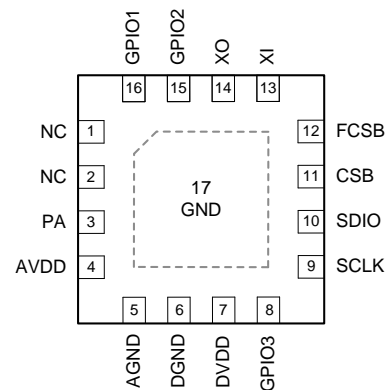 GPIO1
GPIO2
XO
XI
16
15
14
13
NC
1
12
FCSB
NC
2
11
CSB
17
GND
PA
3
10
SDIO
AVDD
4
9
SCLK
5
6
7
8
AGND
DGND
DVDD
GPIO3